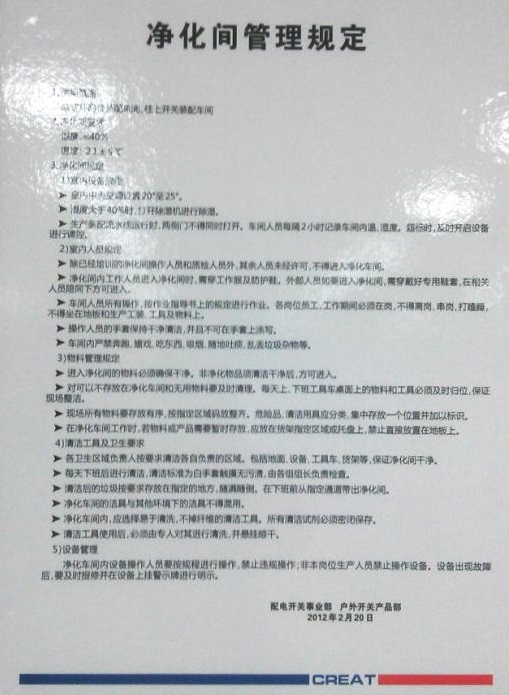 净化间管理规定
装配车间,柱上开关装配车间
≤40%
3.净化间规定
1)室内设备
➤ 室内中央空调设置20°至25°。
➤ 湿度大于40%时,打开除湿机进行除湿。
➤ 生产装配流水线运行时,两侧门不得同时打开。车间人员每隔2小时记录车间内温、湿度。超标时,及时开启设备
进行调控。
2)室内人员规定
➤ 除已经培训的净化间操作人员和质检人员外,其余人员未经许可,不得进入净化车间。
➤ 净化间内工作人员进入净化间时,需穿工作服及防护鞋。外部人员如要进入净化间,需穿戴好专用鞋套,在相关
人员陪同下方可进入。
➤ 车间人员所有操作,按作业指导书上的规定进行作业。各岗位员工,工作期间必须在岗,不得离岗、串岗、打瞌睡,
不得坐在地板和生产工装、工具及物料上。
➤ 操作人员的手套保持干净清洁,并且不可在手套上涂写。
➤ 车间内严禁奔跑、嬉戏、吃东西、吸烟、随地吐痰、乱丢垃圾杂物等。
3)物料管理规定
➤ 进入净化间的物料必须确保干净。非净化物品须清洁干净后,方可进入。
➤ 对可以不存放在净化车间和无用物料要及时清理。每天上、下班工具车桌面上的物料和工具必须及时归位,保证
现场整洁。
➤ 现场所有物料要存放有序,按指定区域码放整齐。危险品、清洁用具应分类、集中存放一个位置并加以标识。
➤ 在净化车间工作时,若物料或产品需要暂时存放,应放在货架指定区域或托盘上,禁止直接放置在地板上。
4)清洁工具及卫生要求
➤ 各卫生区域负责人按要求清洁各自负责的区域。包括地面、设备、工具车、货架等,保证净化间干净。
➤ 每天下班后进行清洁,清洁标准为白手套触摸无污渍,由各组组长负责检查。
➤ 清洁后的垃圾按要求存放在指定的地方,随满随倒。在下班前从指定通道带出净化间。
➤ 净化车间的洁具与其他环境下的洁具不得混用。
➤ 净化车间内,应选择易于清洗,不掉纤维的清洁工具。所有清洁试剂必须密闭保存。
➤ 清洁工具使用后,必须由专人对其进行清洗,并悬挂晾干。
5)设备管理
净化车间内设备操作人员要按规程进行操作,禁止违规操作;非本岗位生产人员禁止操作设备。设备出现故障
后,要及时报修并在设备上挂警示牌进行明示。
配电开关事业部 户外开关产品部
2012年2月20日
CREAT